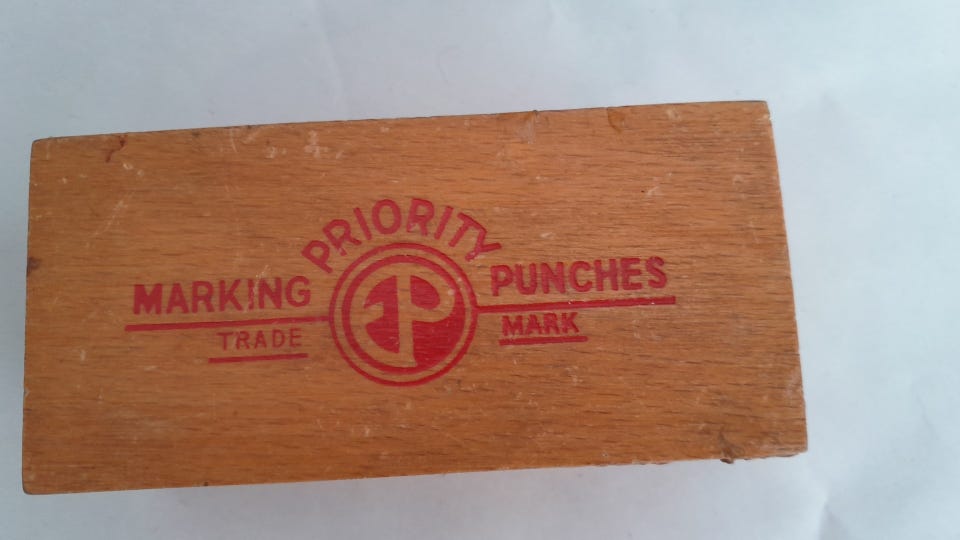 PRIORITY
MARKING PUNCHES
TRADE MARK
P